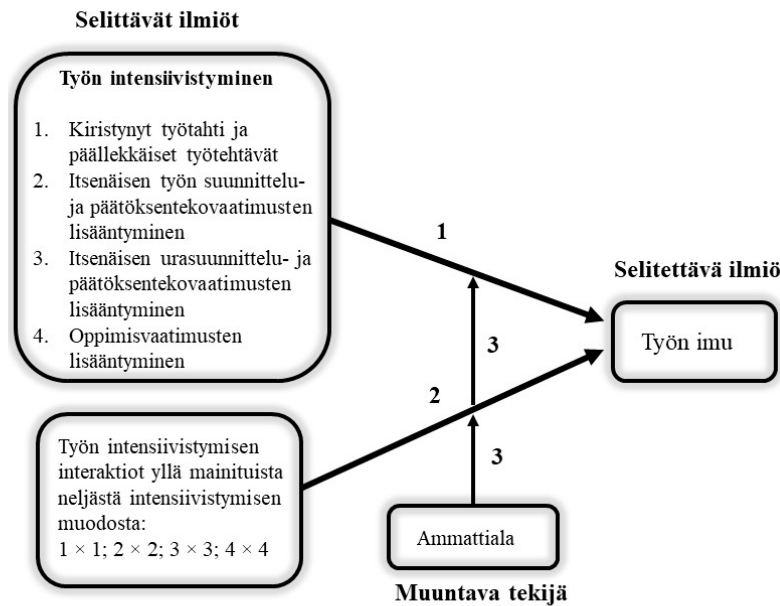 Selittävät ilmiöt
Työn intensiivistyminen
1. Kiristynyt työtahti ja
päällekkäiset työtehtävät
2. Itsenäisen työn suunnittelu-
ja päätöksentekovaatimusten
lisääntyminen
3. Itsenäisen urasuunnittelu- ja
päätöksentekovaatimusten
lisääntyminen
4. Oppimisvaatimusten
lisääntyminen
1
Selitettävä ilmiö
Työn imu
3
2
Työn intensiivistymisen
interaktiot yllä mainituista
neljästä intensiivistymisen
muodosta:
1 × 1; 2 × 2; 3 × 3; 4 × 4
3
Ammattiala
Muuntava tekijä